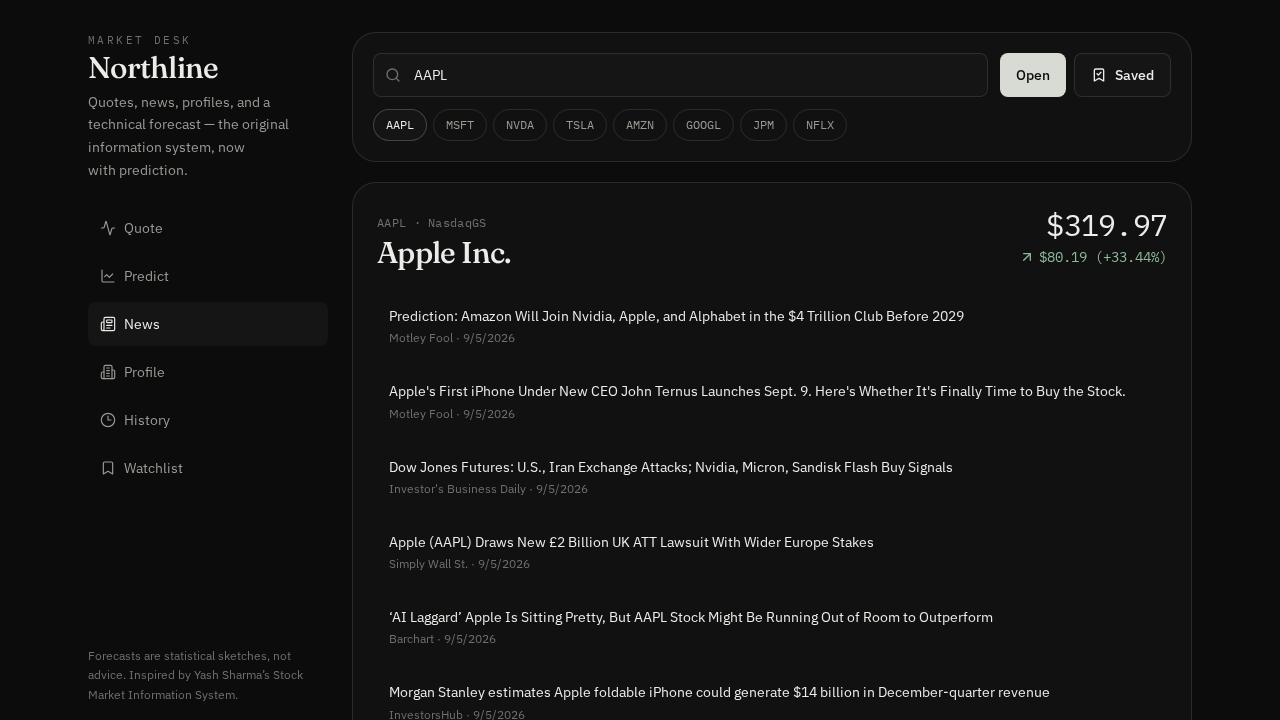 MARKET DESK
Northline
Quotes, news, profiles, and a
technical forecast — the original
information system, now
with prediction.
Quote
Predict
News
Profile
History
Watchlist
Forecasts are statistical sketches, not
advice. Inspired by Yash Sharma's Stock
Market Information System.
AAPL
Open
Saved
AAPL
MSFT
NVDA
TSLA
AMZN
GOOGL
JPM
NFLX
AAPL · NasdaqGS
Apple Inc.
$319.97
$80.19 (+33.44%)
Prediction: Amazon Will Join Nvidia, Apple, and Alphabet in the $4 Trillion Club Before 2029
Motley Fool · 9/5/2026
Apple's First iPhone Under New CEO John Ternus Launches Sept. 9. Here's Whether It's Finally Time to Buy the Stock.
Motley Fool · 9/5/2026
Dow Jones Futures: U.S., Iran Exchange Attacks; Nvidia, Micron, Sandisk Flash Buy Signals
Investor's Business Daily · 9/5/2026
Apple (AAPL) Draws New £2 Billion UK ATT Lawsuit With Wider Europe Stakes
Simply Wall St. · 9/5/2026
‘AI Laggard’ Apple Is Sitting Pretty, But AAPL Stock Might Be Running Out of Room to Outperform
Barchart · 9/5/2026
Morgan Stanley estimates Apple foldable iPhone could generate $14 billion in December-quarter revenue
InvestorsHub · 9/5/2026